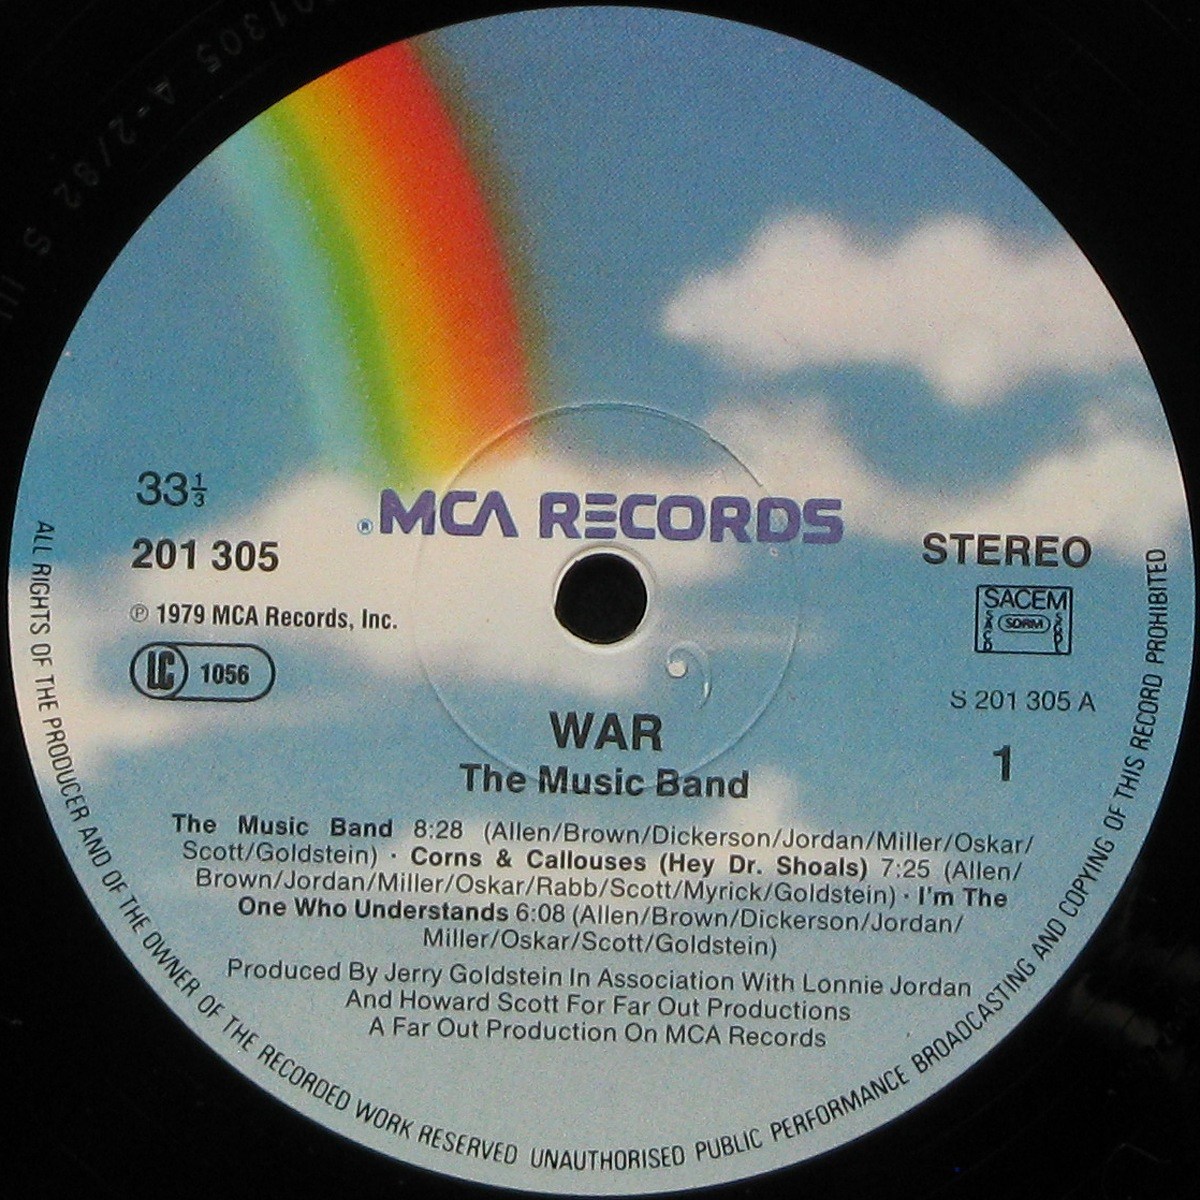 201305 A-2/82 S
33⅓
® MCA RECORDS
201 305
STEREO
℗ 1979 MCA Records, Inc.
SACEM
SACD
SDRM
SGDL
LC 1056
S 201 305 A
1
WAR
The Music Band
The Music Band 8:28 (Allen/Brown/Dickerson/Jordan/Miller/Oskar/
Scott/Goldstein) · Corns & Callouses (Hey Dr. Shoals) 7:25 (Allen/
Brown/Jordan/Miller/Oskar/Rabb/Scott/Myrick/Goldstein) · I'm The
One Who Understands 6:08 (Allen/Brown/Dickerson/Jordan/
Miller/Oskar/Scott/Goldstein)
Produced By Jerry Goldstein In Association With Lonnie Jordan
And Howard Scott For Far Out Productions
A Far Out Production On MCA Records
ALL RIGHTS OF THE PRODUCER AND OF THE OWNER OF THE RECORDED WORK RESERVED UNAUTHORISED PUBLIC PERFORMANCE BROADCASTING AND COPYING OF THIS RECORD PROHIBITED